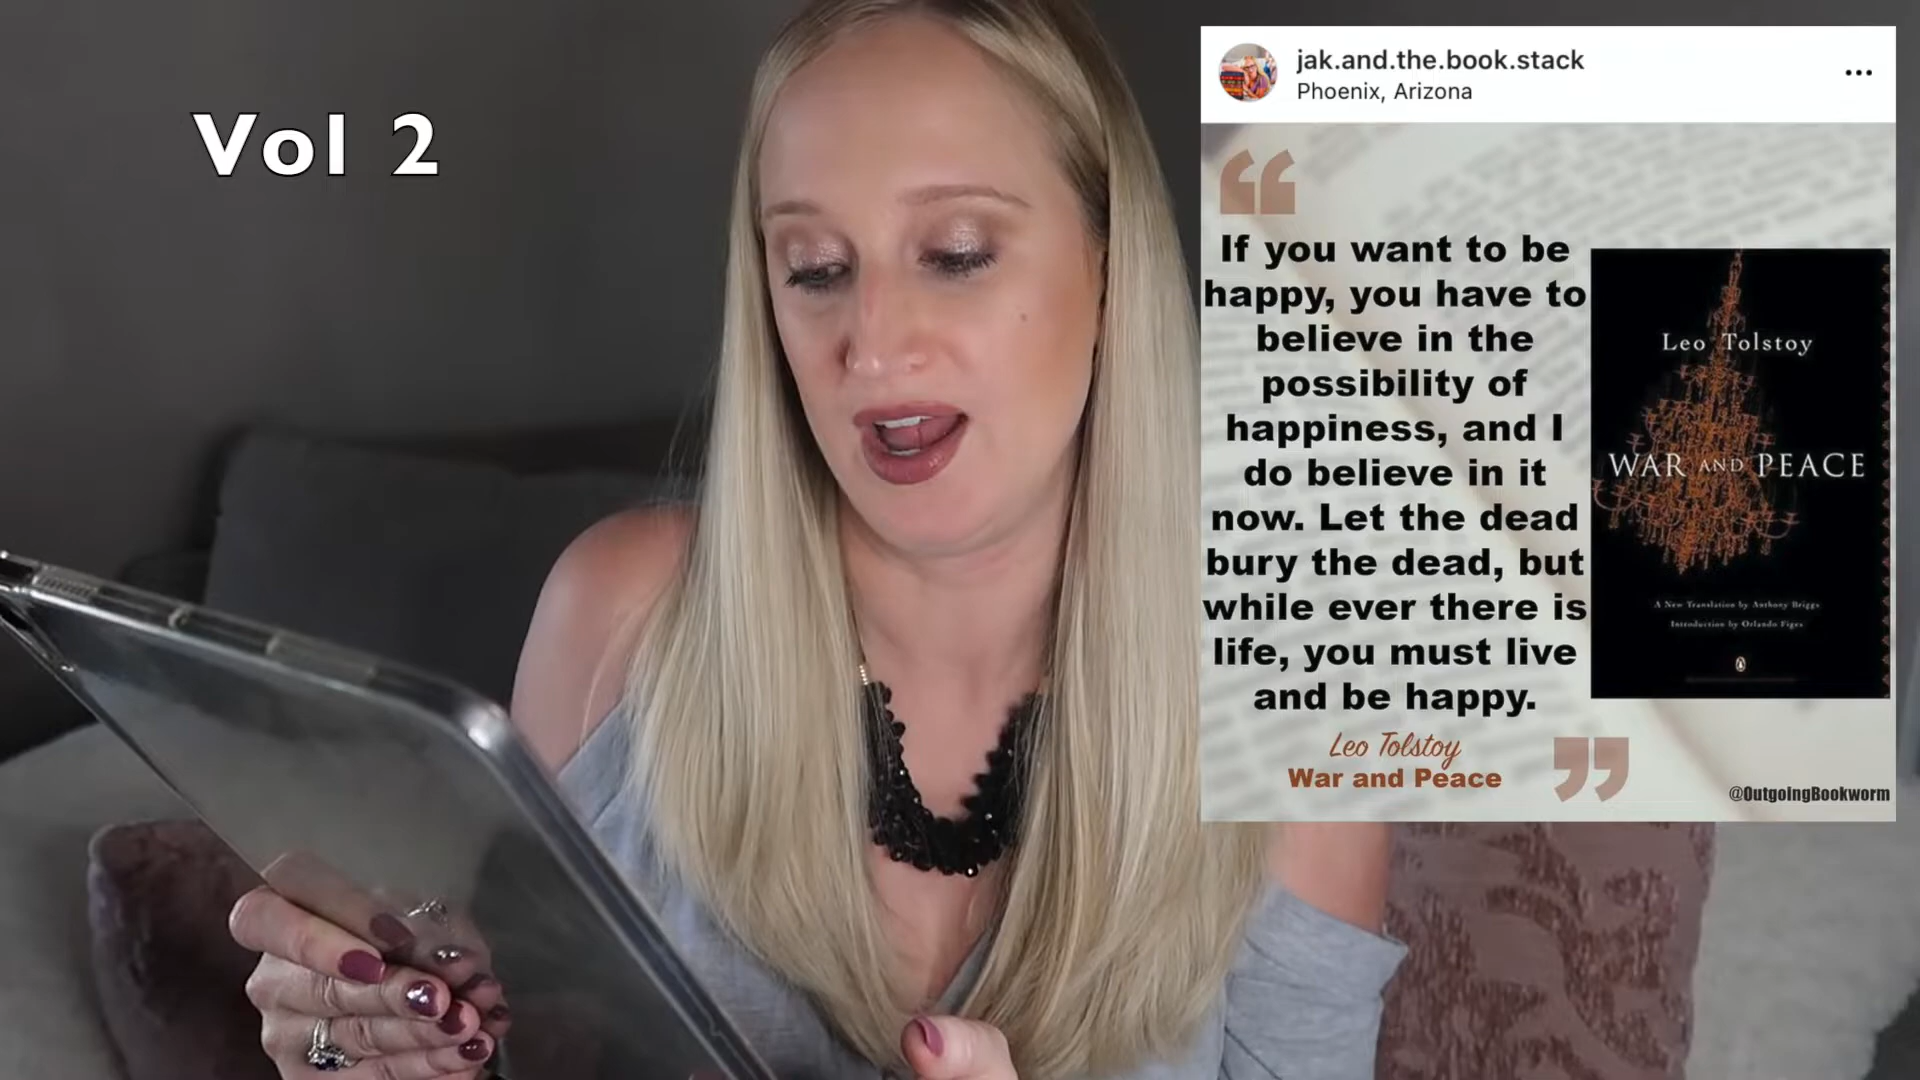 Vol 2
jak.and.the.book.stack
Phoenix, Arizona
If you want to be
happy, you have to
believe in the
possibility of
happiness, and I
do believe in it
now. Let the dead
bury the dead, but
while ever there is
life, you must live
and be happy.
Leo Tolstoy
War and Peace
Leo Tolstoy
WAR AND PEACE
A New Translation by Anthony Briggs
Introduction by Orlando Figes
@OutgoingBookworm